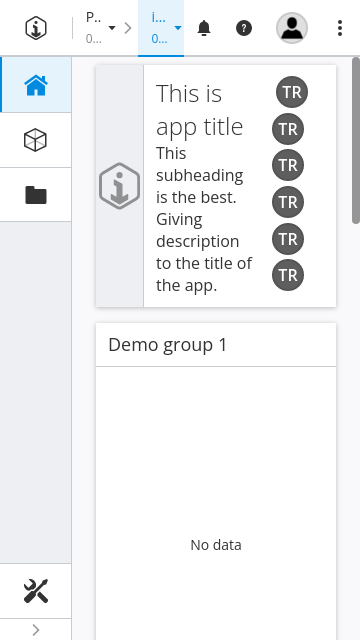 P..
0...
i...
0...
This is
app title
This
subheading
is the best.
Giving
description
to the title of
the app.
TR
TR
TR
TR
TR
TR
Demo group 1
No data